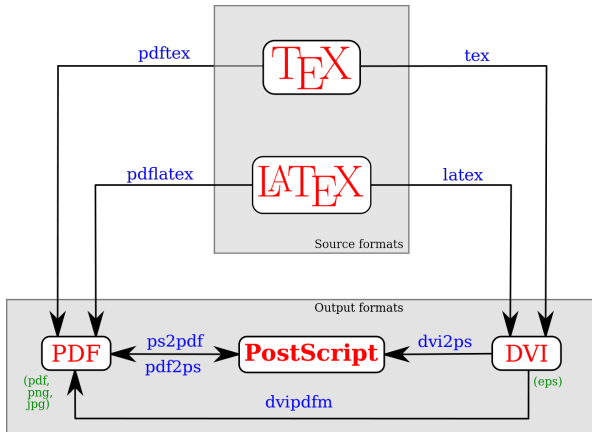 pdftex
TEX
tex
pdflatex
LATEX
latex
Source formats
Output formats
PDF
ps2pdf
pdf2ps
PostScript
dvi2ps
DVI
(pdf,
png,
jpg)
(eps)
dvipdfm